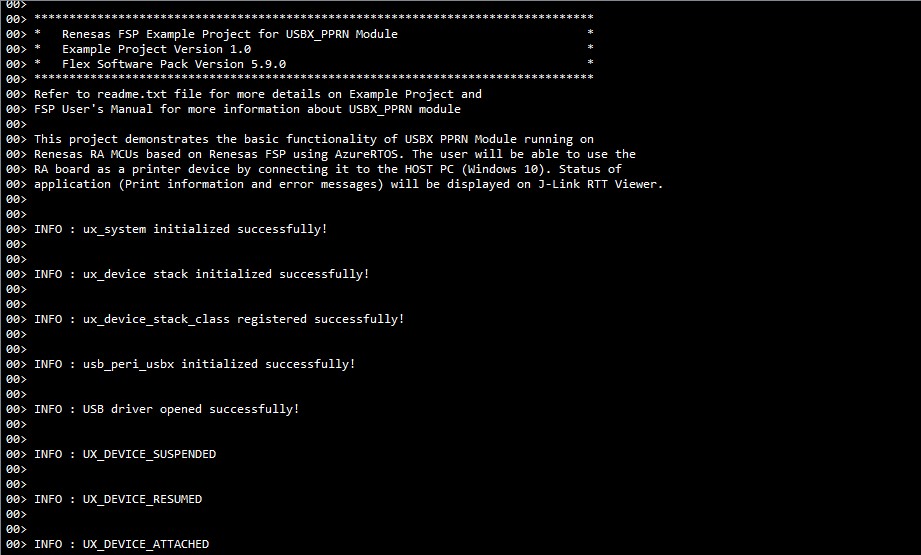 00>
00> ********************************************************************************
00> *   Renesas FSP Example Project for USBX_PPRN Module                           *
00> *   Example Project Version 1.0                                                *
00> *   Flex Software Pack Version 5.9.0                                           *
00> ********************************************************************************
00> Refer to readme.txt file for more details on Example Project and
00> FSP User's Manual for more information about USBX_PPRN module
00>
00> This project demonstrates the basic functionality of USBX PPRN Module running on
00> Renesas RA MCUs based on Renesas FSP using AzureRTOS. The user will be able to use the
00> RA board as a printer device by connecting it to the HOST PC (Windows 10). Status of
00> application (Print information and error messages) will be displayed on J-Link RTT Viewer.
00>
00>
00> INFO : ux_system initialized successfully!
00>
00>
00> INFO : ux_device stack initialized successfully!
00>
00>
00> INFO : ux_device_stack_class registered successfully!
00>
00>
00> INFO : usb_peri_usbx initialized successfully!
00>
00>
00> INFO : USB driver opened successfully!
00>
00>
00> INFO : UX_DEVICE_SUSPENDED
00>
00>
00> INFO : UX_DEVICE_RESUMED
00>
00>
00> INFO : UX_DEVICE_ATTACHED